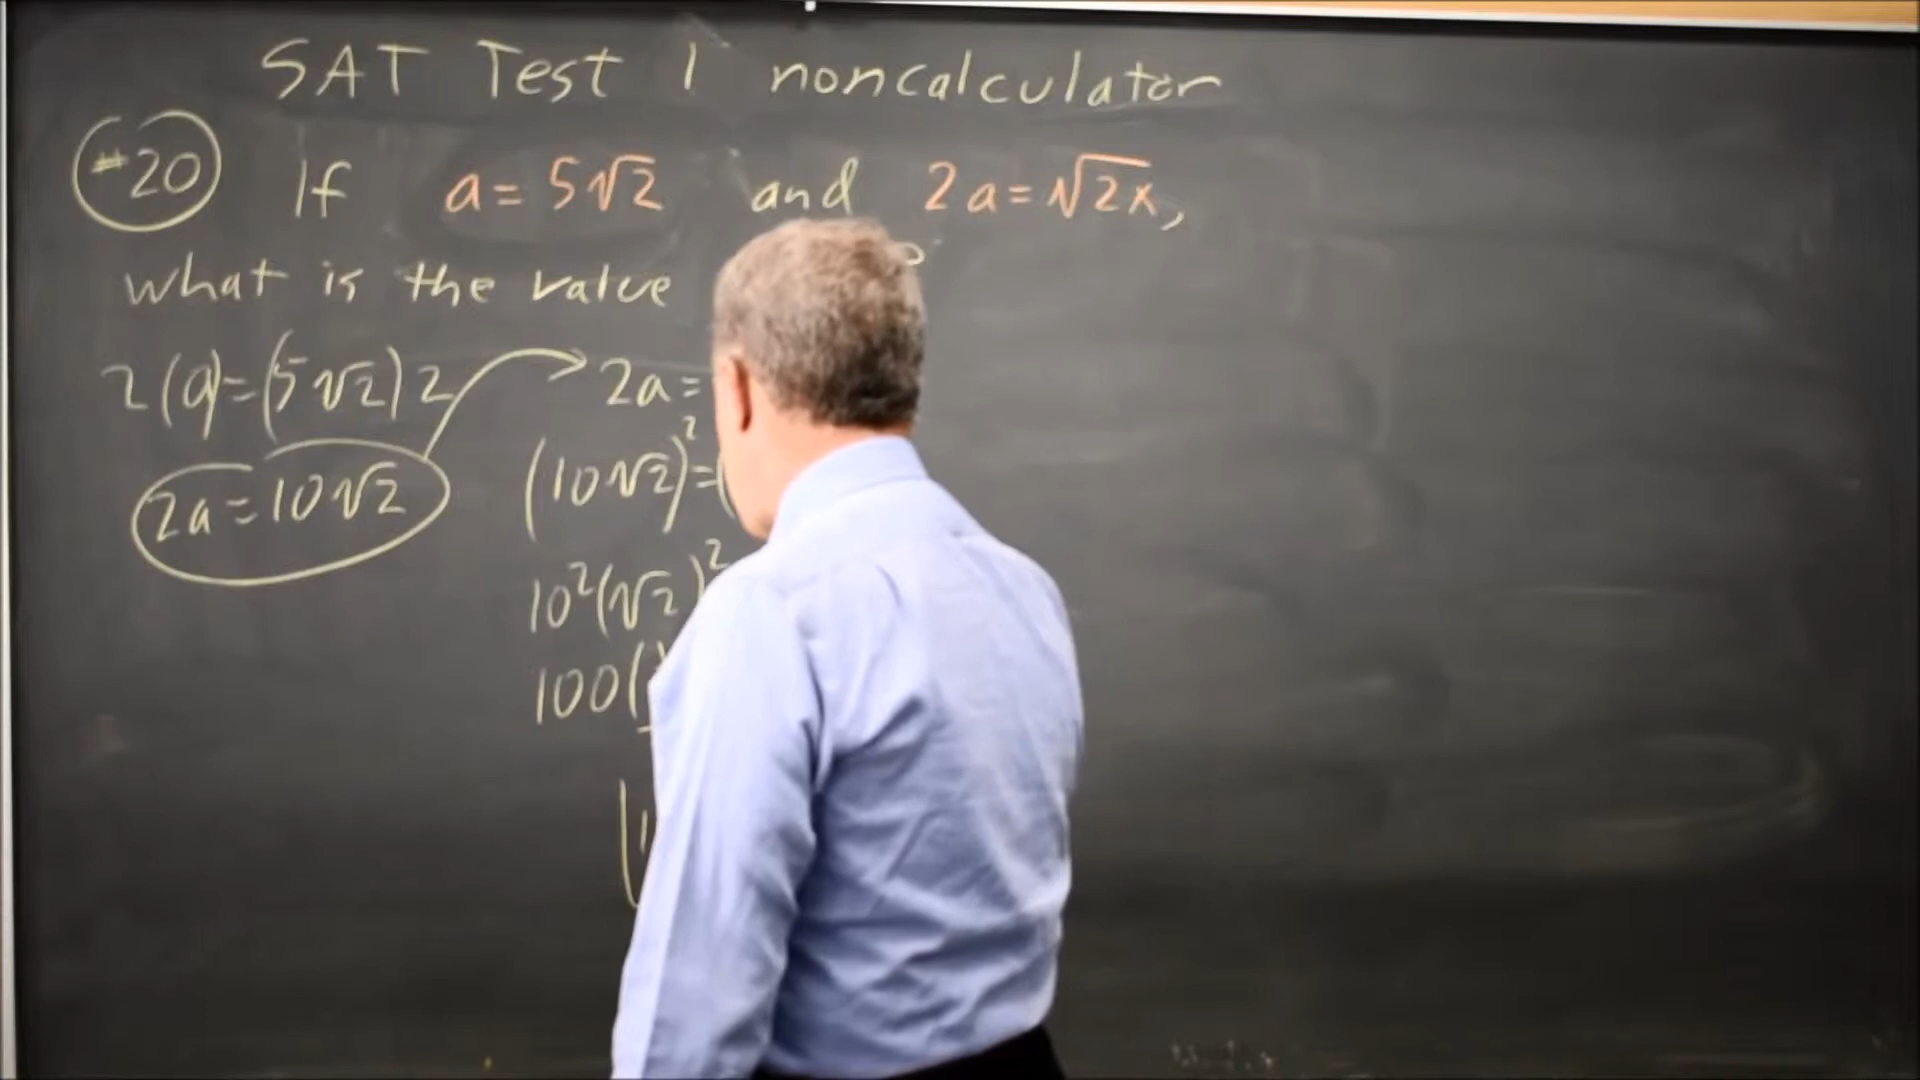 SAT Test 1 noncalculator
#20 If a = 5√2 and 2a = √2x,
what is the value ?
2(a) = (5√2)2 2a =
2a = 10√2 (10√2)² = (
10²(√2)²
100(